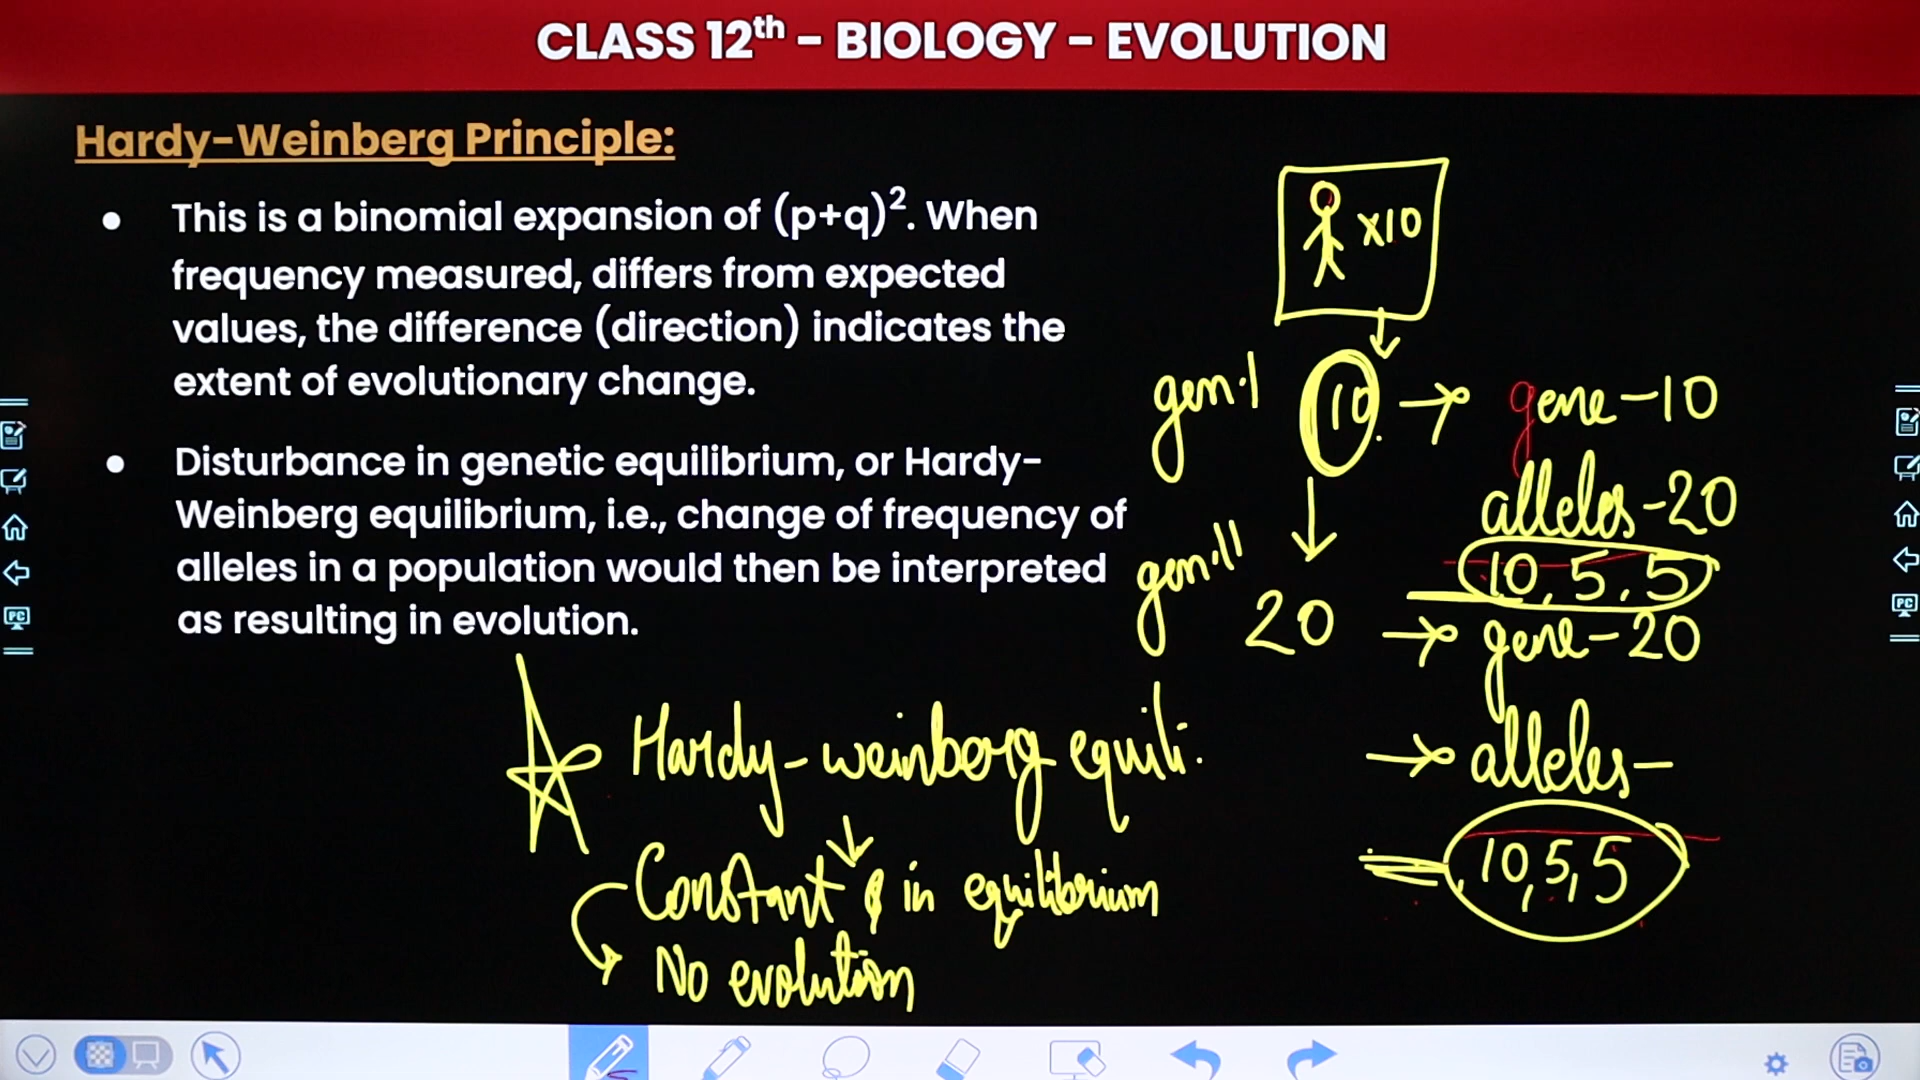 CLASS 12th - BIOLOGY - EVOLUTION
Hardy-Weinberg Principle:
• This is a binomial expansion of (p+q)². When
frequency measured, differs from expected
values, the difference (direction) indicates the
extent of evolutionary change.
• Disturbance in genetic equilibrium, or Hardy-
Weinberg equilibrium, i.e., change of frequency of
alleles in a population would then be interpreted
as resulting in evolution.
x10
gen.I 10 → gene-10
alleles-20
10, 5, 5
gen.II 20 → gene-20
→ alleles-
10, 5, 5
Hardy-weinberg equili.
Constant & in equilibrium
No evolution
PC
PC